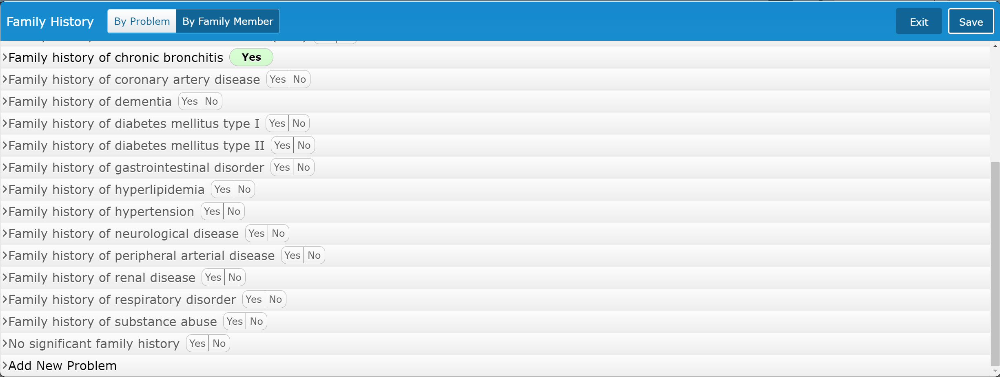 Family History By Problem By Family Member Exit Save
Family history of chronic bronchitis Yes
Family history of coronary artery disease Yes No
Family history of dementia Yes No
Family history of diabetes mellitus type I Yes No
Family history of diabetes mellitus type II Yes No
Family history of gastrointestinal disorder Yes No
Family history of hyperlipidemia Yes No
Family history of hypertension Yes No
Family history of neurological disease Yes No
Family history of peripheral arterial disease Yes No
Family history of renal disease Yes No
Family history of respiratory disorder Yes No
Family history of substance abuse Yes No
No significant family history Yes No
Add New Problem